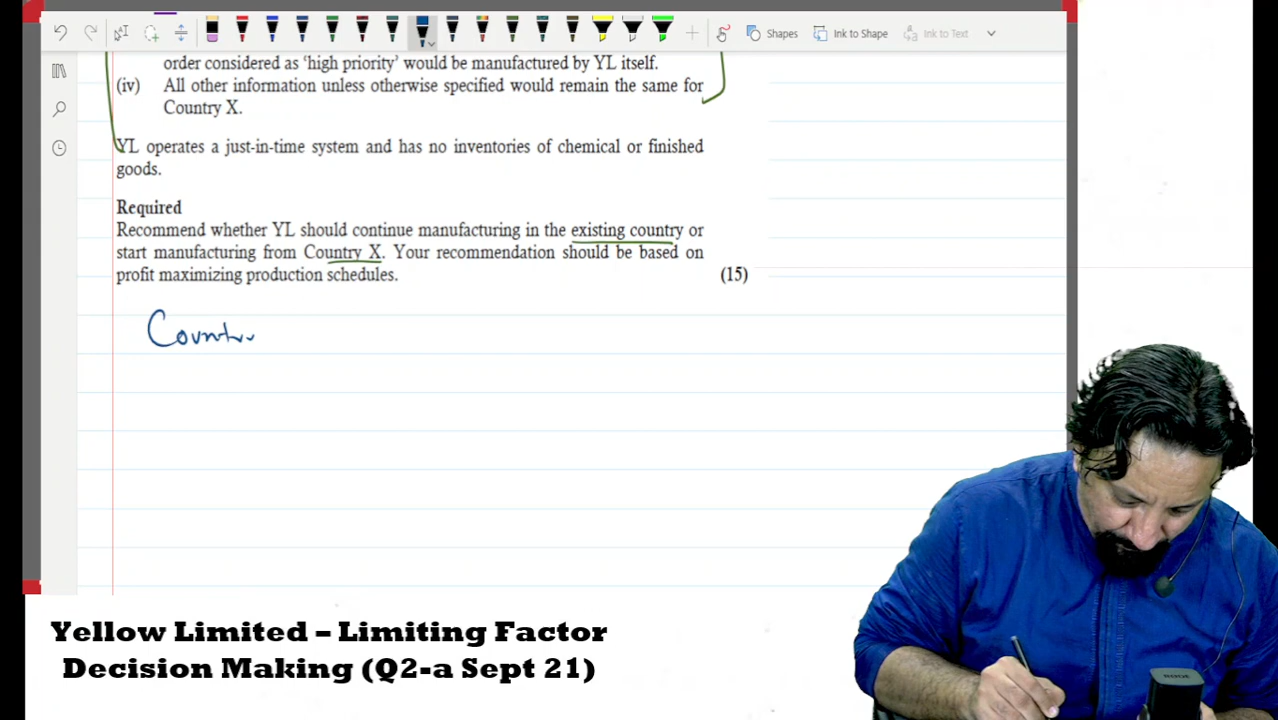 Shapes
Ink to Shape
Ink to Text
order considered as ‘high priority’ would be manufactured by YL itself.
(iv) All other information unless otherwise specified would remain the same for
Country X.
YL operates a just-in-time system and has no inventories of chemical or finished
goods.
Required
Recommend whether YL should continue manufacturing in the existing country or
start manufacturing from Country X. Your recommendation should be based on
profit maximizing production schedules. (15)
Countr
Yellow Limited – Limiting Factor
Decision Making (Q2-a Sept 21)
RODE